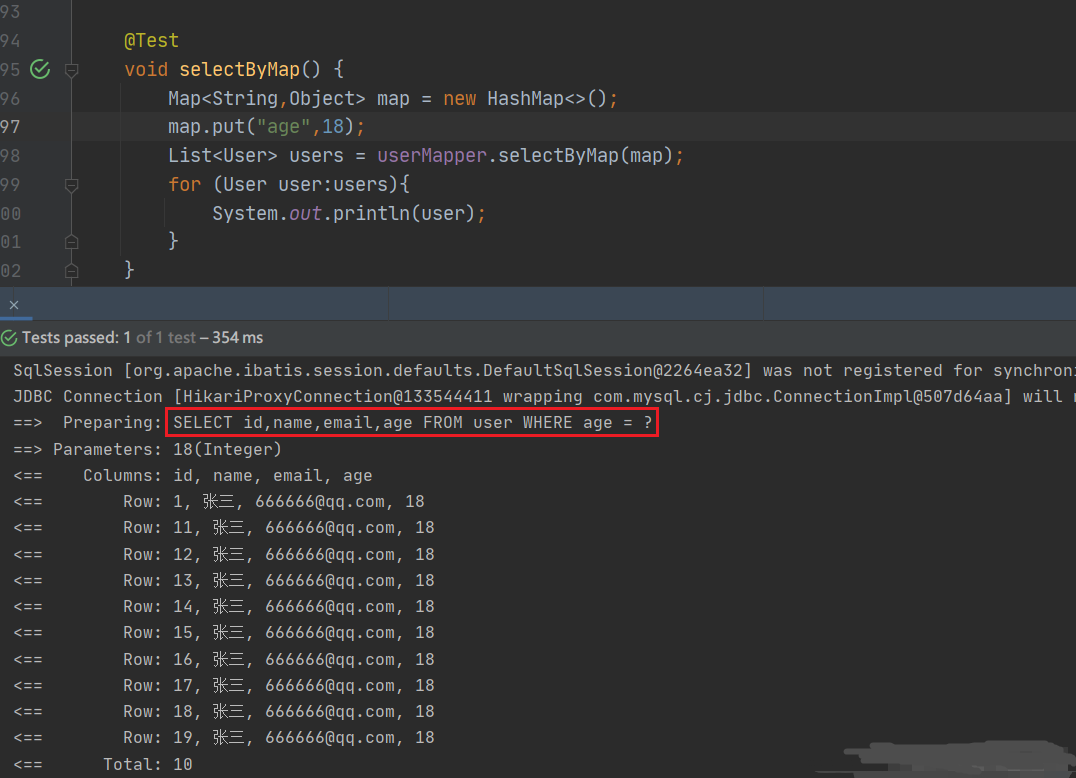 93
94 @Test
95 void selectByMap() {
96 Map<String,Object> map = new HashMap<>();
97 map.put("age",18);
98 List<User> users = userMapper.selectByMap(map);
99 for (User user:users){
00 System.out.println(user);
01 }
02 }
×
Tests passed: 1 of 1 test – 354 ms
SqlSession [org.apache.ibatis.session.defaults.DefaultSqlSession@2264ea32] was not registered for synchroni
JDBC Connection [HikariProxyConnection@133544411 wrapping com.mysql.cj.jdbc.ConnectionImpl@507d64aa] will
==>  Preparing: SELECT id,name,email,age FROM user WHERE age = ?
==> Parameters: 18(Integer)
<==    Columns: id, name, email, age
<==        Row: 1, 张三, 666666@qq.com, 18
<==        Row: 11, 张三, 666666@qq.com, 18
<==        Row: 12, 张三, 666666@qq.com, 18
<==        Row: 13, 张三, 666666@qq.com, 18
<==        Row: 14, 张三, 666666@qq.com, 18
<==        Row: 15, 张三, 666666@qq.com, 18
<==        Row: 16, 张三, 666666@qq.com, 18
<==        Row: 17, 张三, 666666@qq.com, 18
<==        Row: 18, 张三, 666666@qq.com, 18
<==        Row: 19, 张三, 666666@qq.com, 18
<==      Total: 10